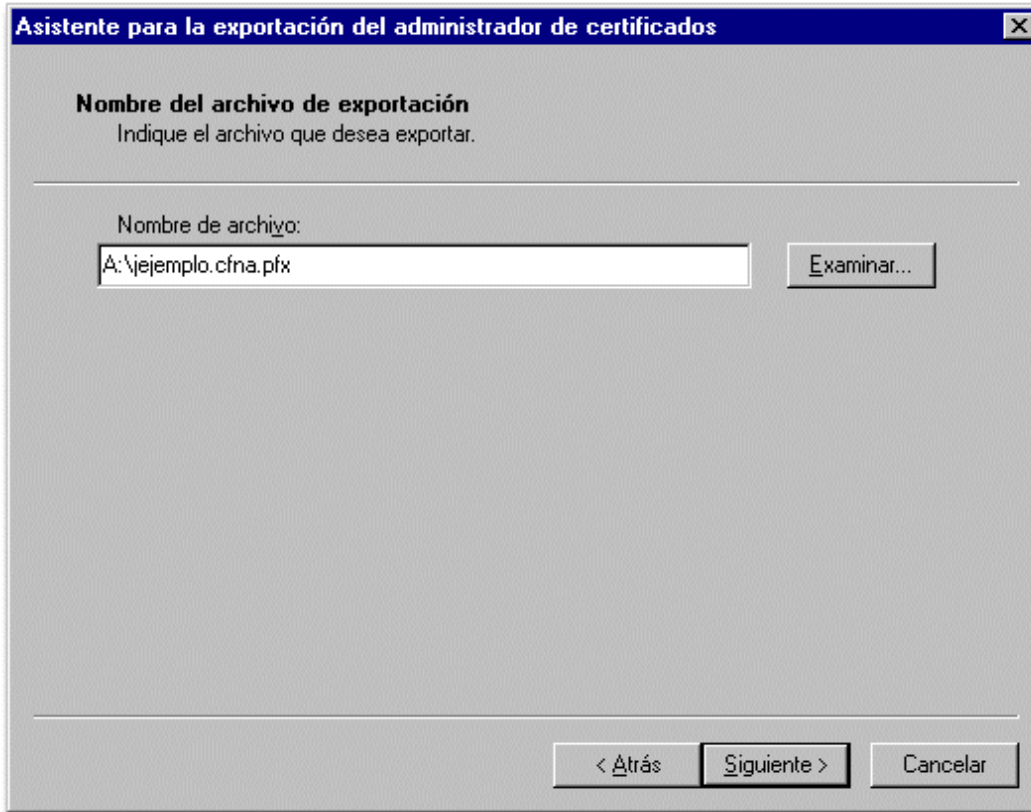 Asistente para la exportación del administrador de certificados
Nombre del archivo de exportación
Indique el archivo que desea exportar.
Nombre de archivo:
A:\jejemplo.cfna.pfx
Examinar...
< Atrás
Siguiente >
Cancelar